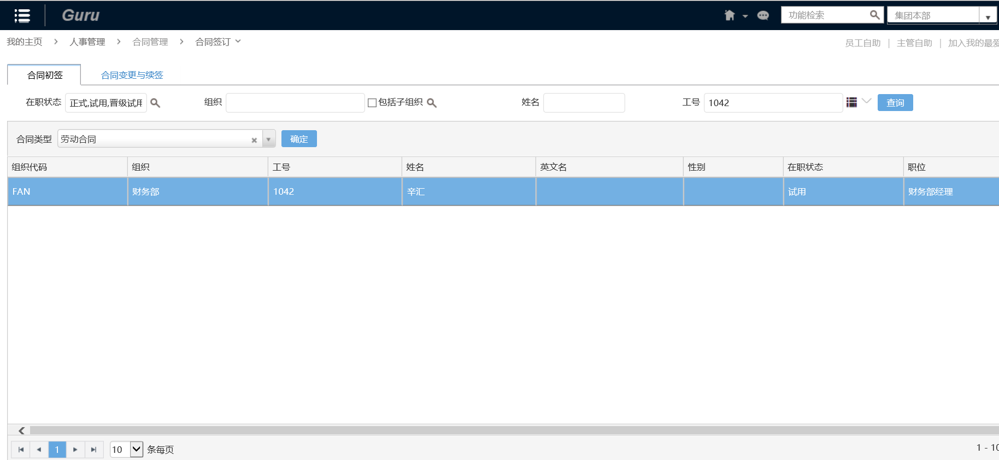 Guru 功能检索 集团本部
我的主页 > 人事管理 > 合同管理 > 合同签订
员工自助 | 主管自助 | 加入我的最爱
合同初签 合同变更与续签
在职状态 正式,试用,晋级试用 组织 包括子组织 姓名 工号 1042 查询
合同类型 劳动合同 确定
组织代码 组织 工号 姓名 英文名 性别 在职状态 职位
FAN 财务部 1042 辛汇 试用 财务部经理
1 10 条每页 1 - 10